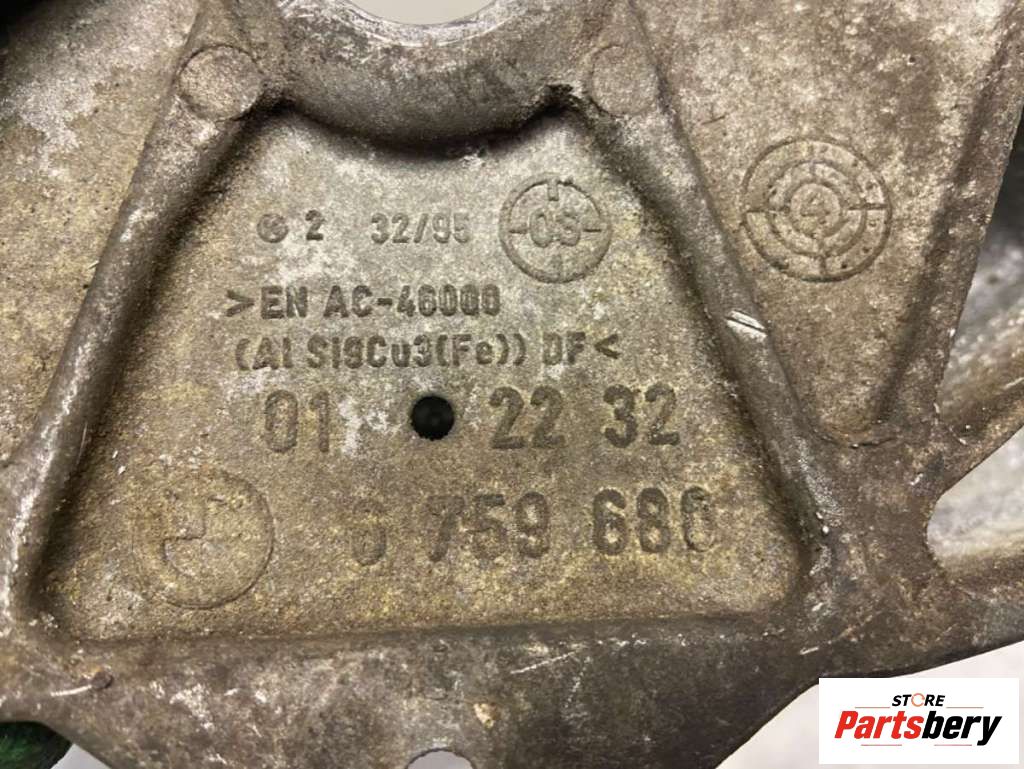 2 32/95
CS
4
>EN AC-46000
(Al Si9Cu3(Fe)) DF<
01 22 32
6 759 680
STORE
Partsbery